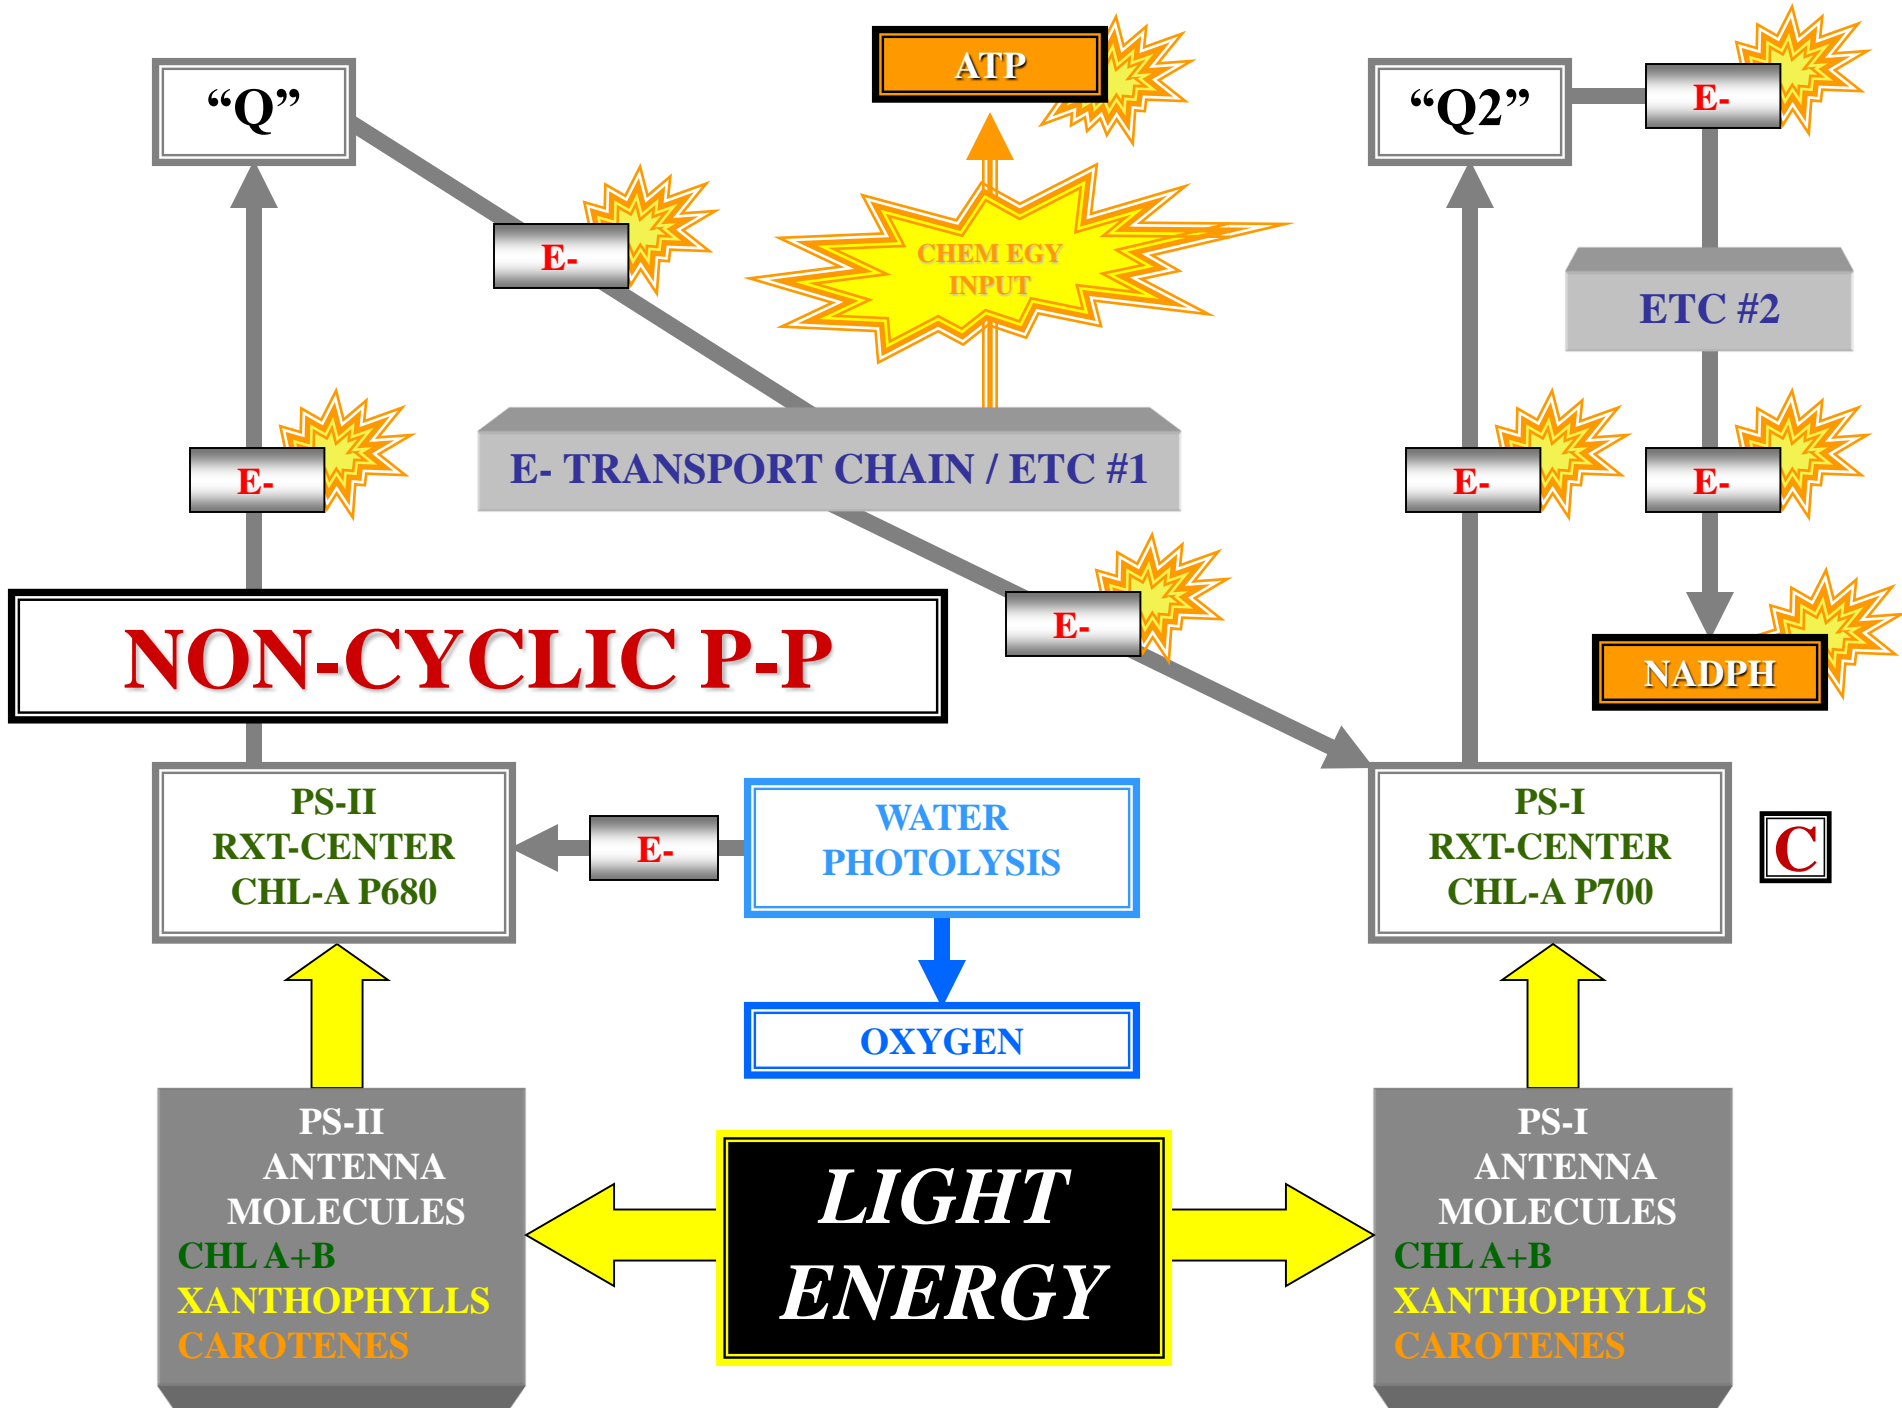 ATP
“Q”
E-
“Q2”
E-
CHEM EGY
INPUT
ETC #2
E-
E- TRANSPORT CHAIN / ETC #1
E-
E-
E-
NON-CYCLIC P-P
NADPH
PS-II
RXT-CENTER
CHL-A P680
E-
WATER
PHOTOLYSIS
PS-I
RXT-CENTER
CHL-A P700
C
OXYGEN
PS-II
ANTENNA
MOLECULES
CHL A+B
XANTHOPHYLLS
CAROTENES
LIGHT
ENERGY
PS-I
ANTENNA
MOLECULES
CHL A+B
XANTHOPHYLLS
CAROTENES